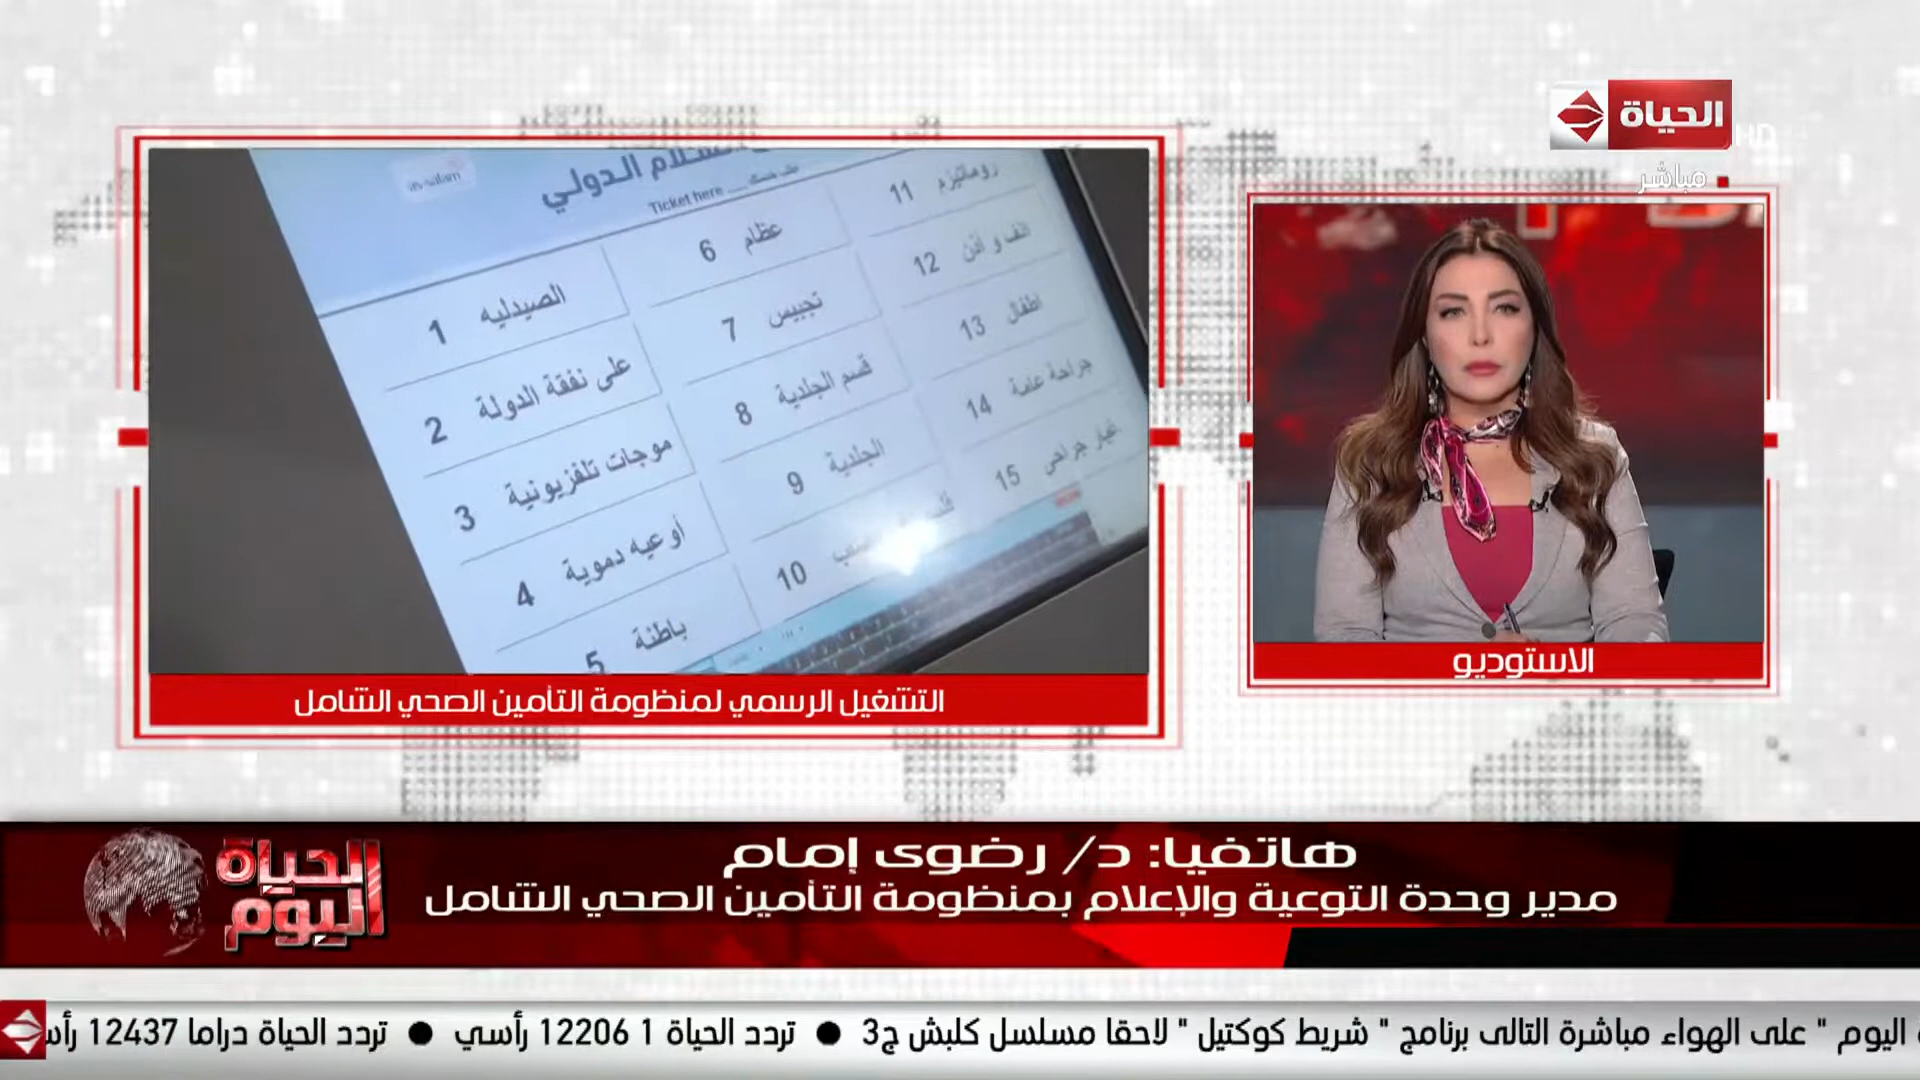 الحياة
HD
مباشر
as-salam
السلام الدولي
Ticket here
1 الصيدليه
2 على نفقة الدولة
3 موجات تلفزيونية
4 أوعيه دموية
5 باطنة
6 عظام
7 تجبيس
8 قسم الجلدية
9 الجلدية
10
11 روماتيزم
12 انف و اذن
13 اطفال
14 جراحة عامة
15 غيار جراحي
التشغيل الرسمي لمنظومة التأمين الصحي الشامل
الاستوديو
هاتفيا: د/ رضوى إمام
مدير وحدة التوعية والإعلام بمنظومة التأمين الصحي الشامل
الحياة
اليوم
اليوم " على الهواء مباشرة التالى برنامج " شريط كوكتيل " لاحقا مسلسل كلبش ج3 ● تردد الحياة 1 12206 رأسي ● تردد الحياة دراما 12437